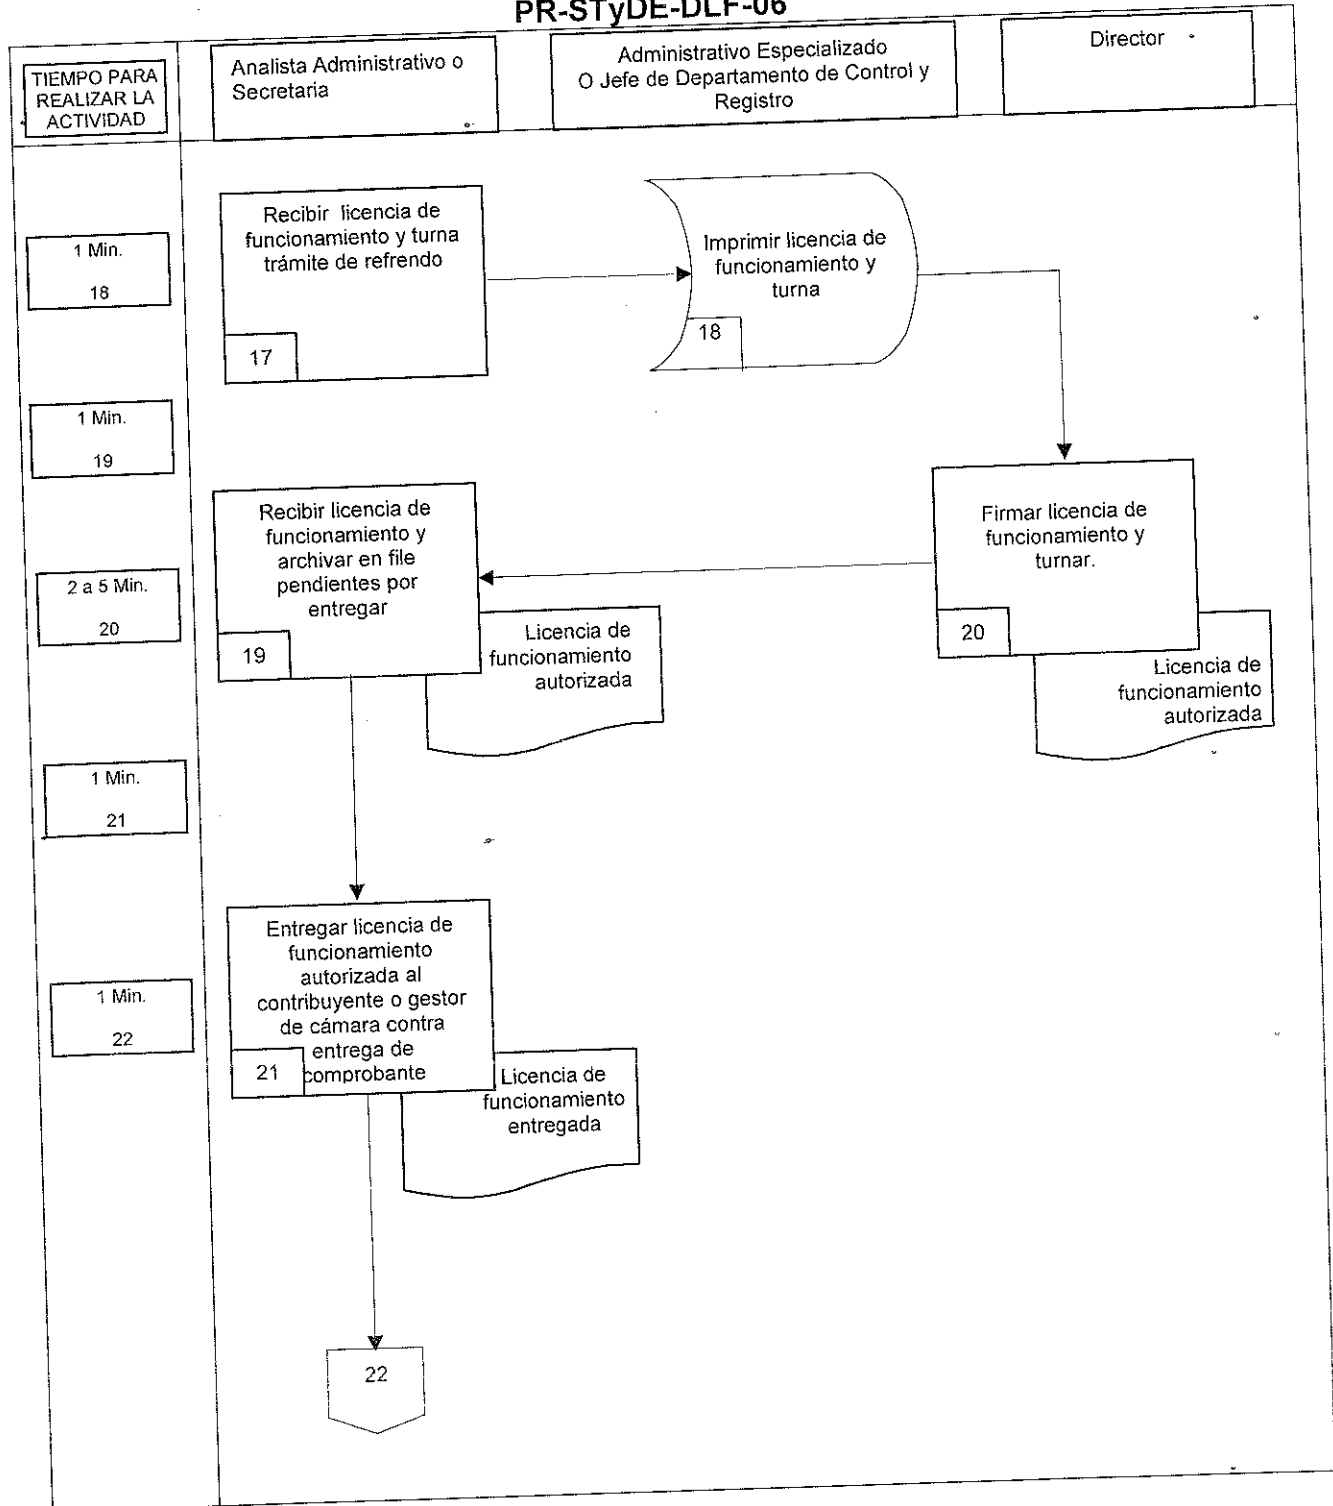 PR-STyDE-DLF-06
TIEMPO PARA
REALIZAR LA
ACTIVIDAD
Analista Administrativo o
Secretaria
Administrativo Especializado
O Jefe de Departamento de Control y
Registro
Director
1 Min.
18
Recibir licencia de
funcionamiento y turna
trámite de refrendo
17
Imprimir licencia de
funcionamiento y
turna
18
1 Min.
19
Recibir licencia de
funcionamiento y
archivar en file
pendientes por
entregar
19
Licencia de
funcionamiento
autorizada
Firmar licencia de
funcionamiento y
turnar.
20
Licencia de
funcionamiento
autorizada
2 a 5 Min.
20
1 Min.
21
Entregar licencia de
funcionamiento
autorizada al
contribuyente o gestor
de cámara contra
entrega de
comprobante
21
Licencia de
funcionamiento
entregada
1 Min.
22
22